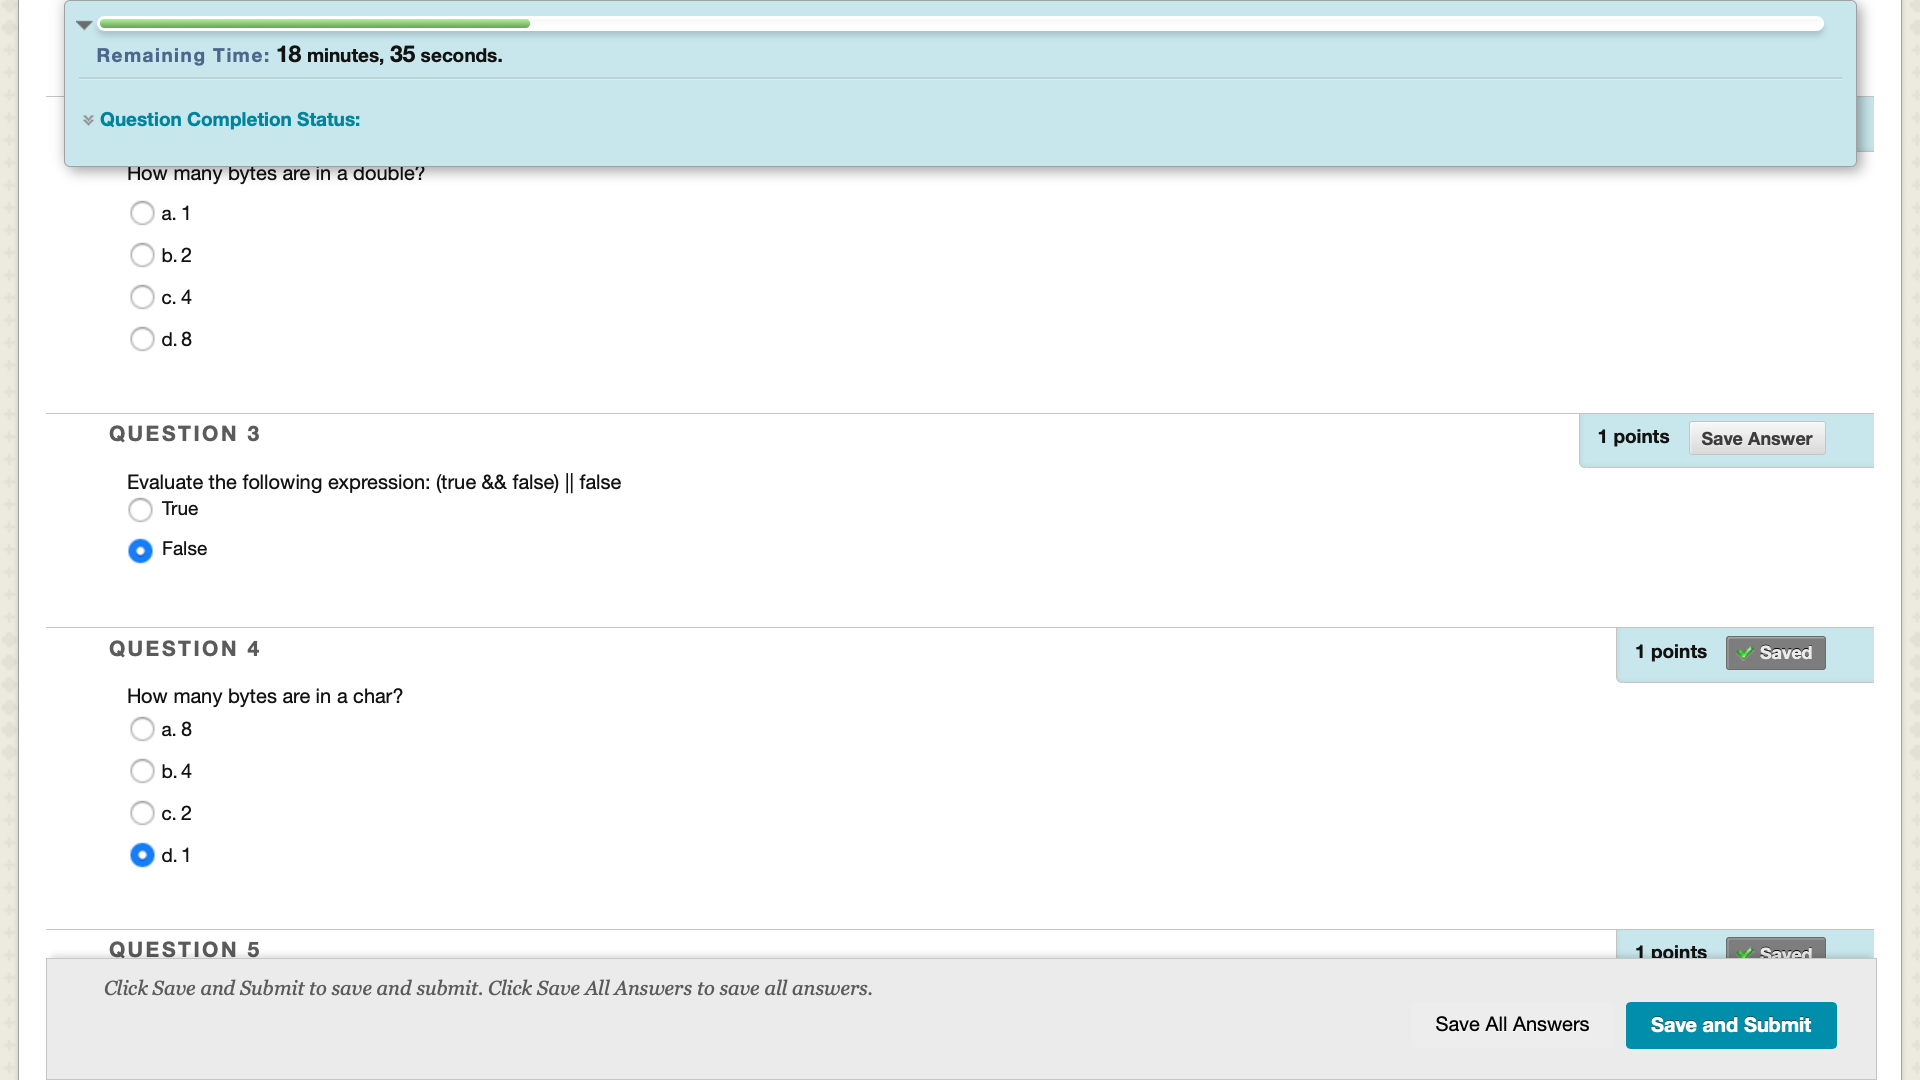 Remaining Time: 18 minutes, 35 seconds.
Question Completion Status:
How many bytes are in a double?
a. 1
b. 2
c. 4
d. 8
QUESTION 3
1 points Save Answer
Evaluate the following expression: (true && false) || false
True
False
QUESTION 4
1 points Saved
How many bytes are in a char?
a. 8
b. 4
c. 2
d. 1
QUESTION 5
1 points Saved
Click Save and Submit to save and submit. Click Save All Answers to save all answers.
Save All Answers Save and Submit